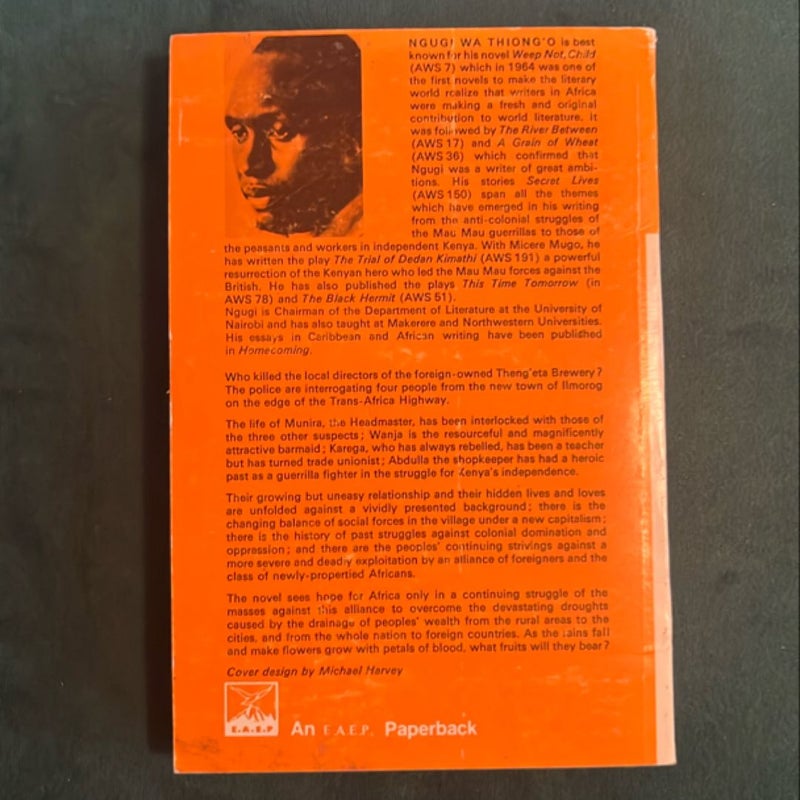 NGUGI WA THIONG'O is best
known for his novel Weep Not, Child
(AWS 7) which in 1964 was one of
the first novels to make the literary
world realize that writers in Africa
were making a fresh and original
contribution to world literature. It
was followed by The River Between
(AWS 17) and A Grain of Wheat
(AWS 36) which confirmed that
Ngugi was a writer of great ambi-
tions. His stories Secret Lives
(AWS 150) span all the themes
which have emerged in his writing
from the anti-colonial struggles of
the Mau Mau guerrillas to those of
the peasants and workers in independent Kenya. With Micere Mugo, he
has written the play The Trial of Dedan Kimathi (AWS 191) a powerful
resurrection of the Kenyan hero who led the Mau Mau forces against the
British. He has also published the plays This Time Tomorrow (in
AWS 78) and The Black Hermit (AWS 51).
Ngugi is Chairman of the Department of Literature at the University of
Nairobi and has also taught at Makerere and Northwestern Universities.
His essays in Caribbean and African writing have been published
in Homecoming.
Who killed the local directors of the foreign-owned Theng'eta Brewery?
The police are interrogating four people from the new town of Ilmorog
on the edge of the Trans-Africa Highway.
The life of Munira, the Headmaster, has been interlocked with those of
the three other suspects; Wanja is the resourceful and magnificently
attractive barmaid; Karega, who has always rebelled, has been a teacher
but has turned trade unionist; Abdulla the shopkeeper has had a heroic
past as a guerrilla fighter in the struggle for Kenya's independence.
Their growing but uneasy relationship and their hidden lives and loves
are unfolded against a vividly presented background; there is the
changing balance of social forces in the village under a new capitalism;
there is the history of past struggles against colonial domination and
oppression; and there are the peoples' continuing strivings against a
more severe and deadly exploitation by an alliance of foreigners and the
class of newly-propertied Africans.
The novel sees hope for Africa only in a continuing struggle of the
masses against this alliance to overcome the devastating droughts
caused by the drainage of peoples' wealth from the rural areas to the
cities, and from the whole nation to foreign countries. As the rains fall
and make flowers grow with petals of blood, what fruits will they bear?
Cover design by Michael Harvey
E.A.E.P
An E.A.E.P. Paperback